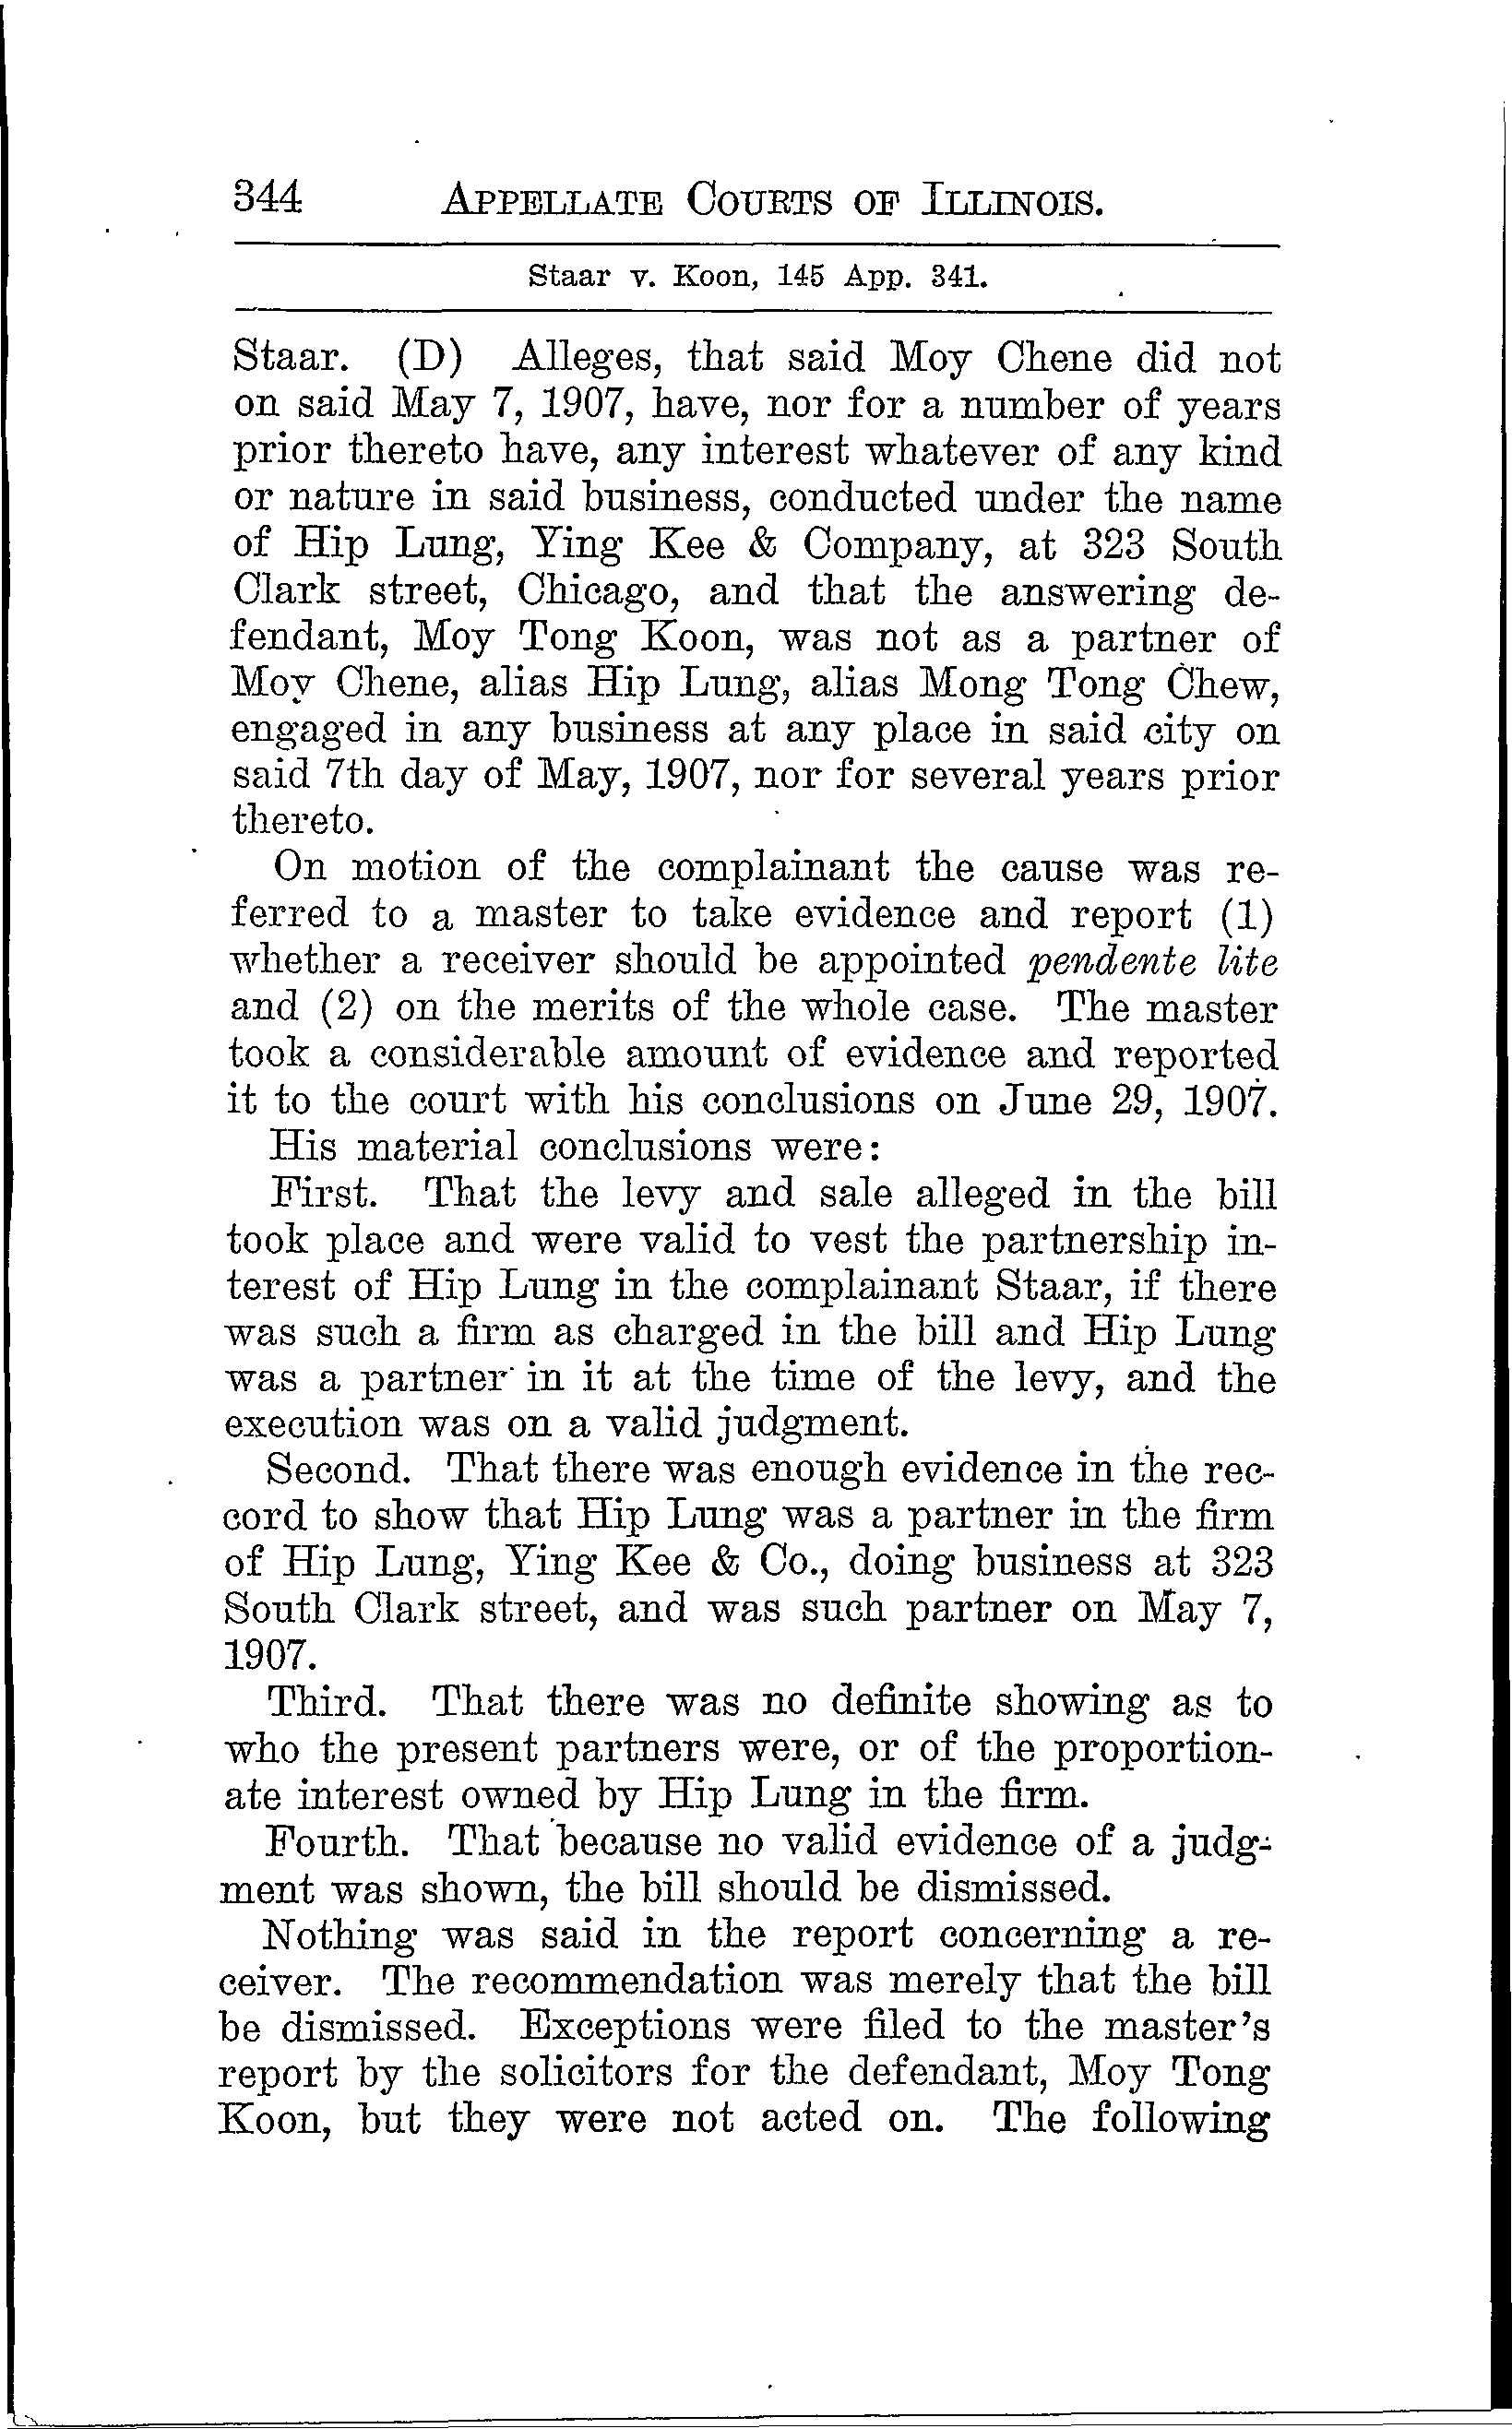 344 APPELLATE COURTS OF ILLINOIS.
Staar v. Koon, 145 App. 341.
Staar. (D) Alleges, that said Moy Chene did not
on said May 7, 1907, have, nor for a number of years
prior thereto have, any interest whatever of any kind
or nature in said business, conducted under the name
of Hip Lung, Ying Kee & Company, at 323 South
Clark street, Chicago, and that the answering de-
fendant, Moy Tong Koon, was not as a partner of
Moy Chene, alias Hip Lung, alias Mong Tong Chew,
engaged in any business at any place in said city on
said 7th day of May, 1907, nor for several years prior
thereto.
On motion of the complainant the cause was re-
ferred to a master to take evidence and report (1)
whether a receiver should be appointed pendente lite
and (2) on the merits of the whole case. The master
took a considerable amount of evidence and reported
it to the court with his conclusions on June 29, 1907.
His material conclusions were:
First. That the levy and sale alleged in the bill
took place and were valid to vest the partnership in-
terest of Hip Lung in the complainant Staar, if there
was such a firm as charged in the bill and Hip Lung
was a partner in it at the time of the levy, and the
execution was on a valid judgment.
Second. That there was enough evidence in the rec-
cord to show that Hip Lung was a partner in the firm
of Hip Lung, Ying Kee & Co., doing business at 323
South Clark street, and was such partner on May 7,
1907.
Third. That there was no definite showing as to
who the present partners were, or of the proportion-
ate interest owned by Hip Lung in the firm.
Fourth. That because no valid evidence of a judg-
ment was shown, the bill should be dismissed.
Nothing was said in the report concerning a re-
ceiver. The recommendation was merely that the bill
be dismissed. Exceptions were filed to the master's
report by the solicitors for the defendant, Moy Tong
Koon, but they were not acted on. The following